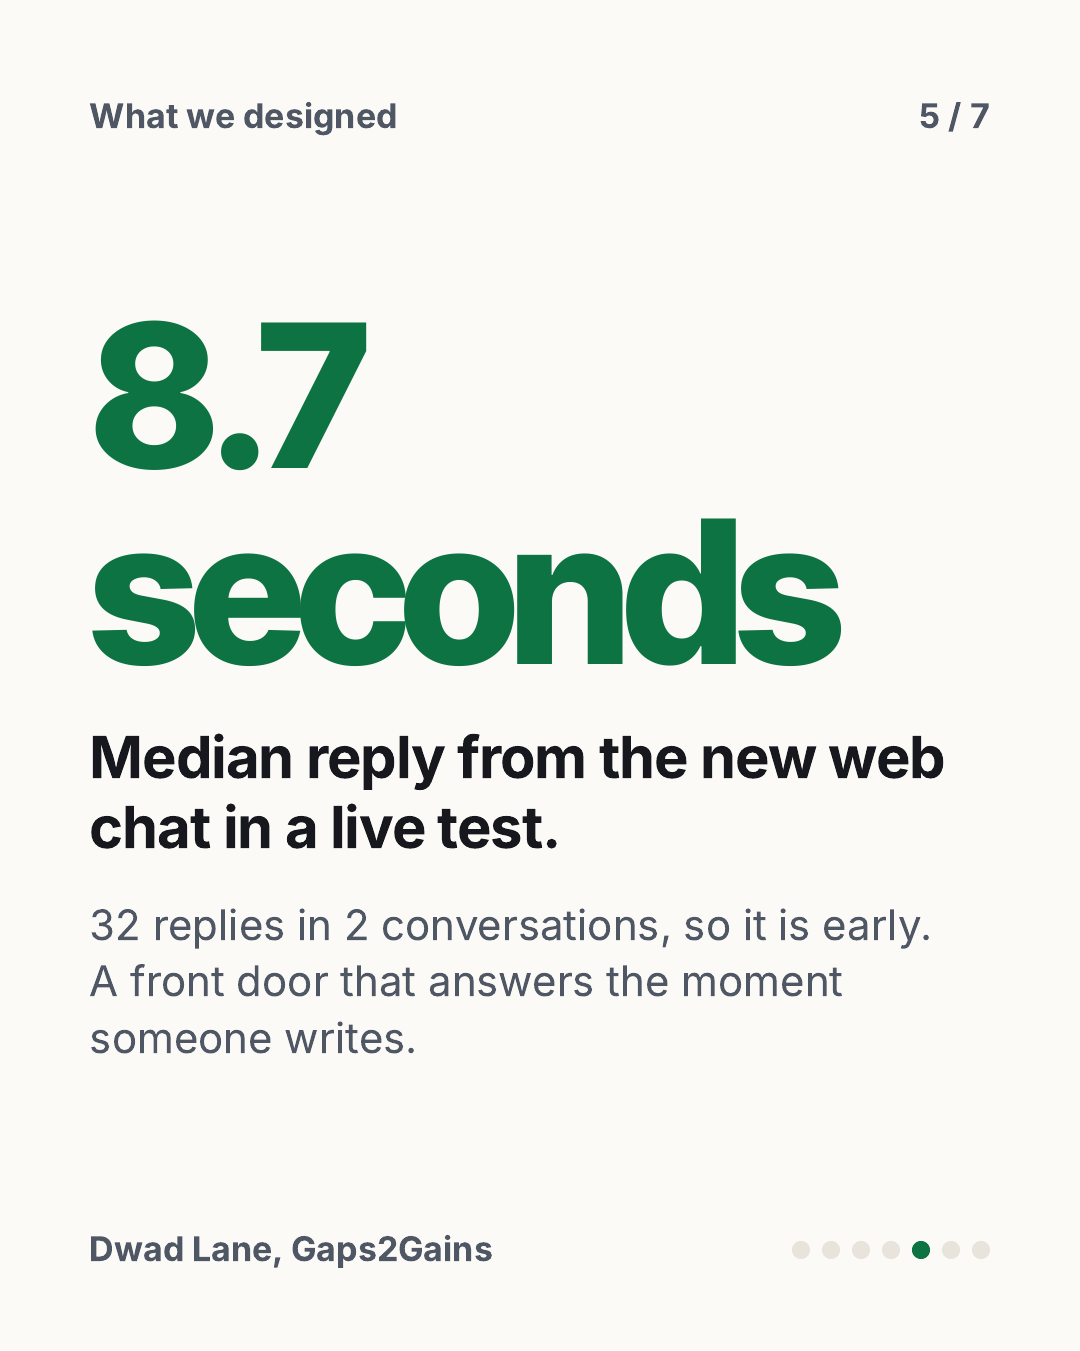 What we designed
5 / 7
8.7
seconds
Median reply from the new web
chat in a live test.
32 replies in 2 conversations, so it is early.
A front door that answers the moment
someone writes.
Dwad Lane, Gaps2Gains